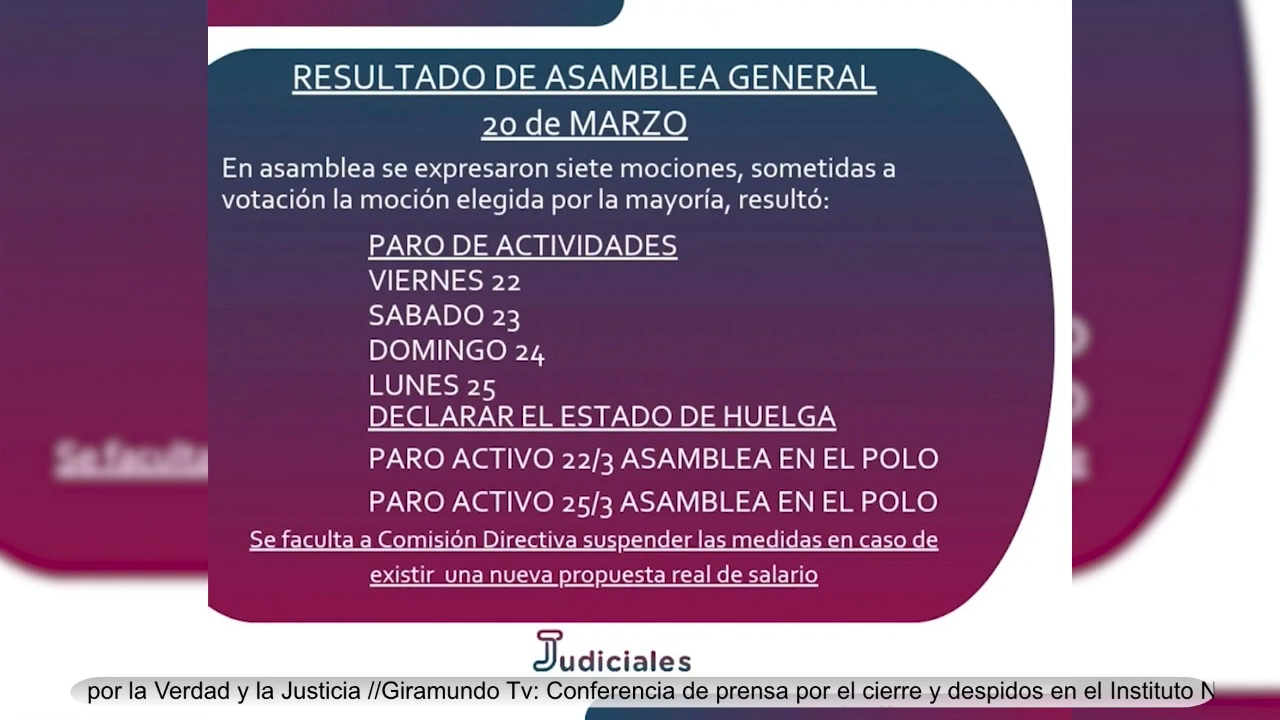 RESULTADO DE ASAMBLEA GENERAL
20 de MARZO
En asamblea se expresaron siete mociones, sometidas a
votación la moción elegida por la mayoría, resultó:
PARO DE ACTIVIDADES
VIERNES 22
SABADO 23
DOMINGO 24
LUNES 25
DECLARAR EL ESTADO DE HUELGA
PARO ACTIVO 22/3 ASAMBLEA EN EL POLO
PARO ACTIVO 25/3 ASAMBLEA EN EL POLO
Se faculta a Comisión Directiva suspender las medidas en caso de
existir una nueva propuesta real de salario
Se faculta
Judiciales
por la Verdad y la Justicia //Giramundo Tv: Conferencia de prensa por el cierre y despidos en el Instituto N